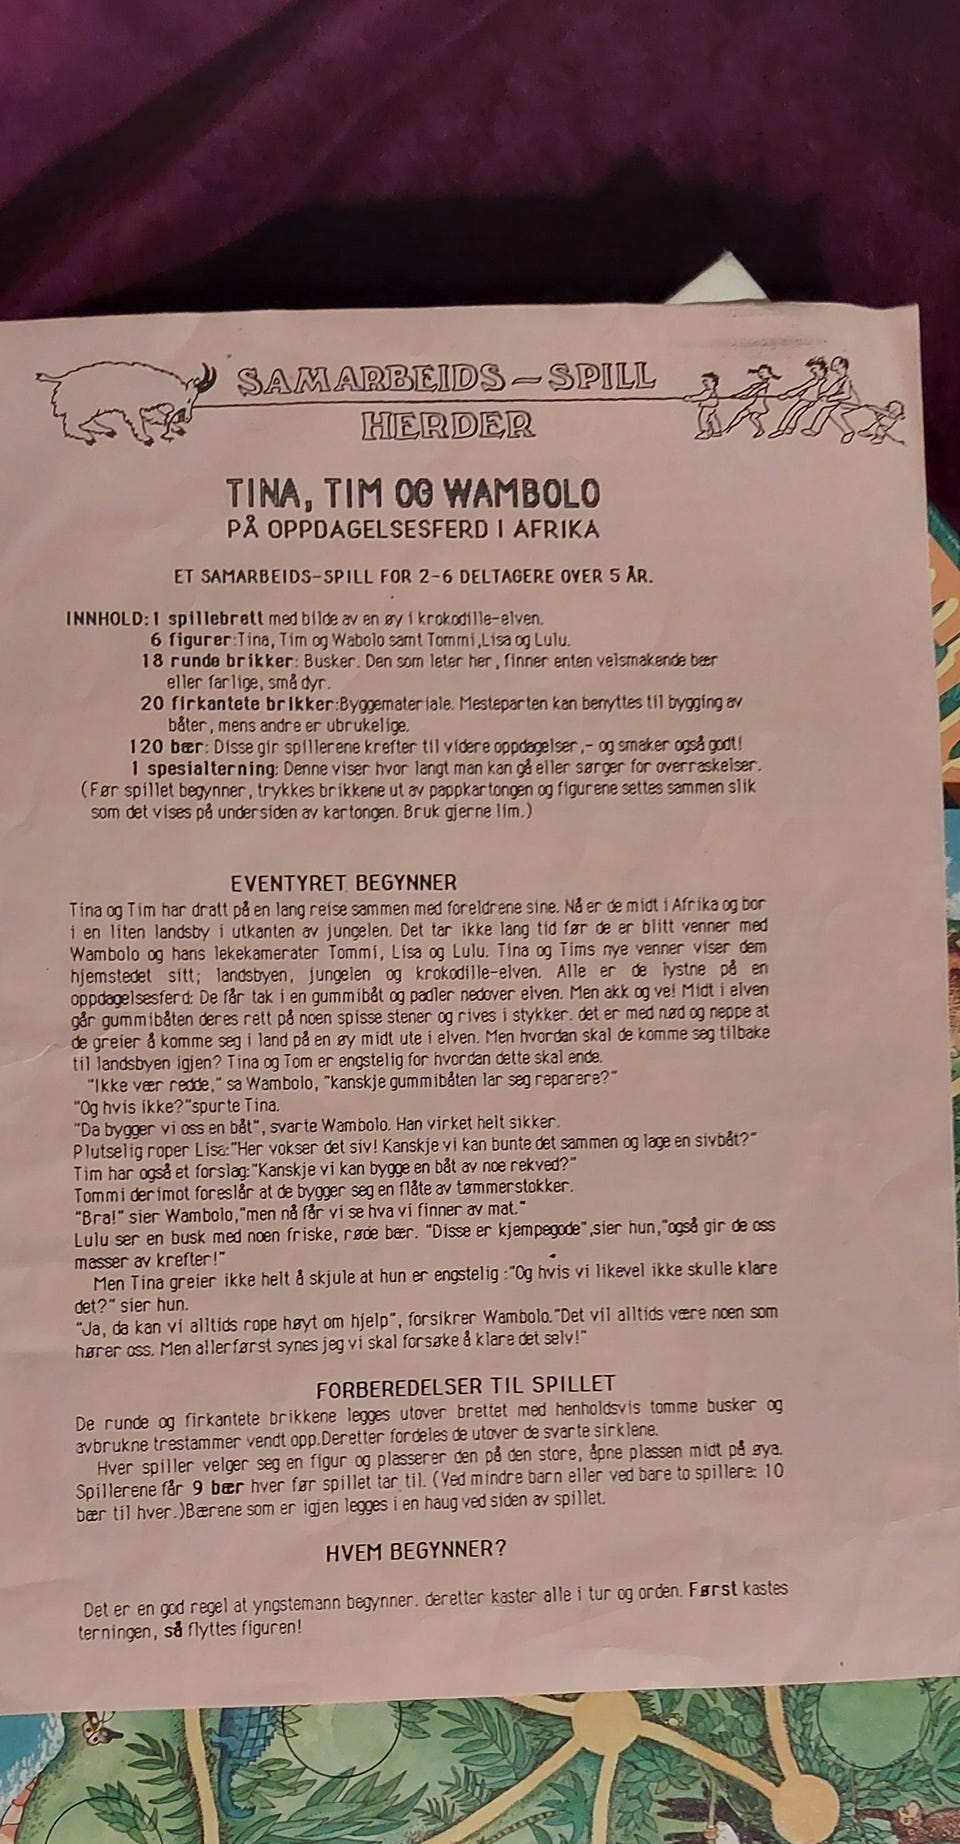 SAMARBEIDS-SPILL
HERDER
TINA, TIM OG WAMBOLO
PÅ OPPDAGELSESFERD I AFRIKA
ET SAMARBEIDS-SPILL FOR 2-6 DELTAGERE OVER 5 ÅR.
INNHOLD: 1 spillebrett med bilde av en øy i krokodille-elven.
6 figurer:Tina, Tim og Wabolo samt Tommi,Lisa og Lulu.
18 runde brikker: Busker. Den som leter her, finner enten velsmakende bær
eller farlige, små dyr.
20 firkantete brikker:Byggemateriale. Mesteparten kan benyttes til bygging av
båter, mens andre er ubrukelige.
120 bær: Disse gir spillerene krefter til videre oppdagelser,- og smaker også godt!
1 spesialterning: Denne viser hvor langt man kan gå eller sørger for overraskelser.
(Før spillet begynner, trykkes brikkene ut av pappkartongen og figurene settes sammen slik
som det vises på undersiden av kartongen. Bruk gjerne lim.)
EVENTYRET BEGYNNER
Tina og Tim har dratt på en lang reise sammen med foreldrene sine. Nå er de midt i Afrika og bor
i en liten landsby i utkanten av jungelen. Det tar ikke lang tid før de er blitt venner med
Wambolo og hans lekekamerater Tommi, Lisa og Lulu. Tina og Tims nye venner viser dem
hjemstedet sitt; landsbyen, jungelen og krokodille-elven. Alle er de lystne på en
oppdagelsesferd: De får tak i en gummibåt og padler nedover elven. Men akk og ve! Midt i elven
går gummibåten deres rett på noen spisse stener og rives i stykker. det er med nød og neppe at
de greier å komme seg i land på en øy midt ute i elven. Men hvordan skal de komme seg tilbake
til landsbyen igjen? Tina og Tom er engstelig for hvordan dette skal ende.
"Ikke vær redde," sa Wambolo, "kanskje gummibåten lar seg reparere?"
"Og hvis ikke?"spurte Tina.
"Da bygger vi oss en båt", svarte Wambolo. Han virket helt sikker.
Plutselig roper Lisa:"Her vokser det siv! Kanskje vi kan bunte det sammen og lage en sivbåt?"
Tim har også et forslag:"Kanskje vi kan bygge en båt av noe rekved?"
Tommi derimot foreslår at de bygger seg en flåte av tømmerstokker.
"Bra!" sier Wambolo,"men nå får vi se hva vi finner av mat."
Lulu ser en busk med noen friske, røde bær. "Disse er kjempegode",sier hun,"også gir de oss
masser av krefter!"
Men Tina greier ikke helt å skjule at hun er engstelig :"Og hvis vi likevel ikke skulle klare
det?" sier hun.
"Ja, da kan vi alltids rope høyt om hjelp", forsikrer Wambolo."Det vil alltids være noen som
hører oss. Men allerførst synes jeg vi skal forsøke å klare det selv!"
FORBEREDELSER TIL SPILLET
De runde og firkantete brikkene legges utover brettet med henholdsvis tomme busker og
avbrukne trestammer vendt opp.Deretter fordeles de utover de svarte sirklene.
Hver spiller velger seg en figur og plasserer den på den store, åpne plassen midt på øya.
Spillerene får 9 bær hver før spillet tar til. (Ved mindre barn eller ved bare to spillere: 10
bær til hver.)Bærene som er igjen legges i en haug ved siden av spillet.
HVEM BEGYNNER?
Det er en god regel at yngstemann begynner. deretter kaster alle i tur og orden. Først kastes
terningen, så flyttes figuren!